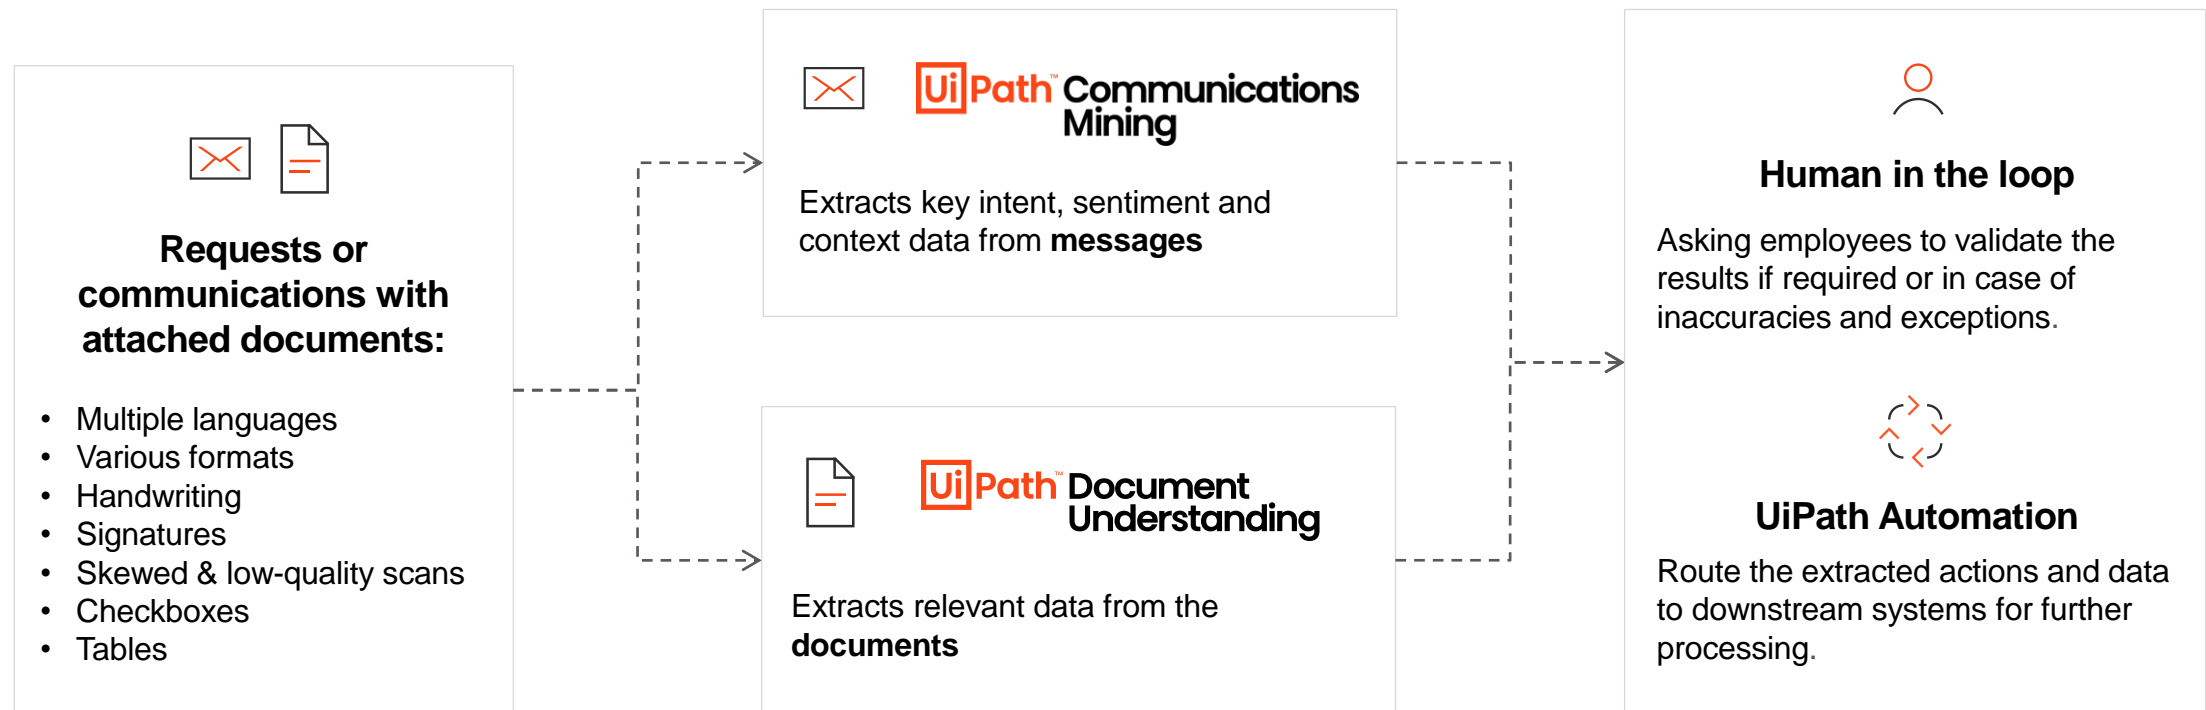 Requests or
communications with
attached documents:
• Multiple languages
• Various formats
• Handwriting
• Signatures
• Skewed & low-quality scans
• Checkboxes
• Tables
UiPath™ Communications
Mining
Extracts key intent, sentiment and
context data from messages
UiPath™ Document
Understanding
Extracts relevant data from the
documents
Human in the loop
Asking employees to validate the
results if required or in case of
inaccuracies and exceptions.
UiPath Automation
Route the extracted actions and data
to downstream systems for further
processing.